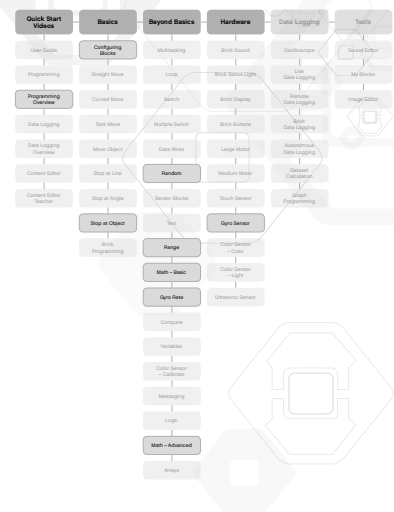 Quick Start
Videos
User Guide
Programming
Programming
Overview
Data Logging
Data Logging
Overview
Content Editor
Content Editor
Teacher
Basics
Configuring
Blocks
Straight Move
Curved Move
Tank Move
Move Object
Stop at Line
Stop at Angle
Stop at Object
Brick
Programming
Beyond Basics
Multitasking
Loop
Switch
Multiple Switch
Data Wires
Random
Sensor Blocks
Text
Range
Math – Basic
Gyro Rate
Compare
Variables
Color Sensor
– Calibrate
Messaging
Logic
Math – Advanced
Arrays
Hardware
Brick Sound
Brick Status Light
Brick Display
Brick Buttons
Large Motor
Medium Motor
Touch Sensor
Gyro Sensor
Color Sensor
– Color
Color Sensor
– Light
Ultrasonic Sensor
Data Logging
Oscilloscope
Live
Data Logging
Remote
Data Logging
Brick
Data Logging
Autonomous
Data Logging
Dataset
Calculation
Graph
Programming
Tools
Sound Editor
My Blocks
Image Editor